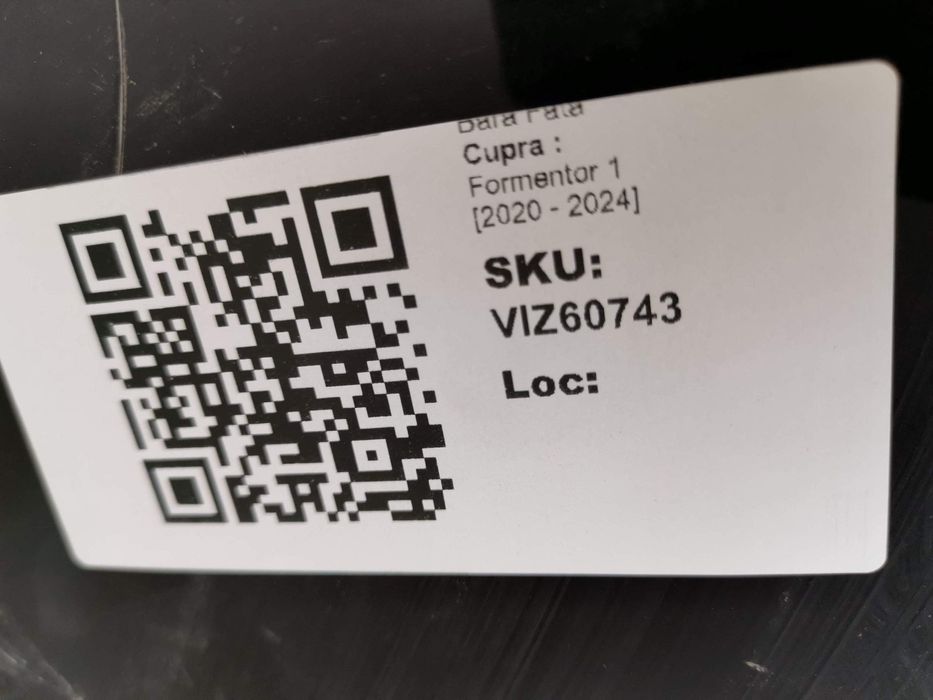 Bara Fata
Cupra :
Formentor 1
[2020 - 2024]
SKU:
VIZ60743
Loc: